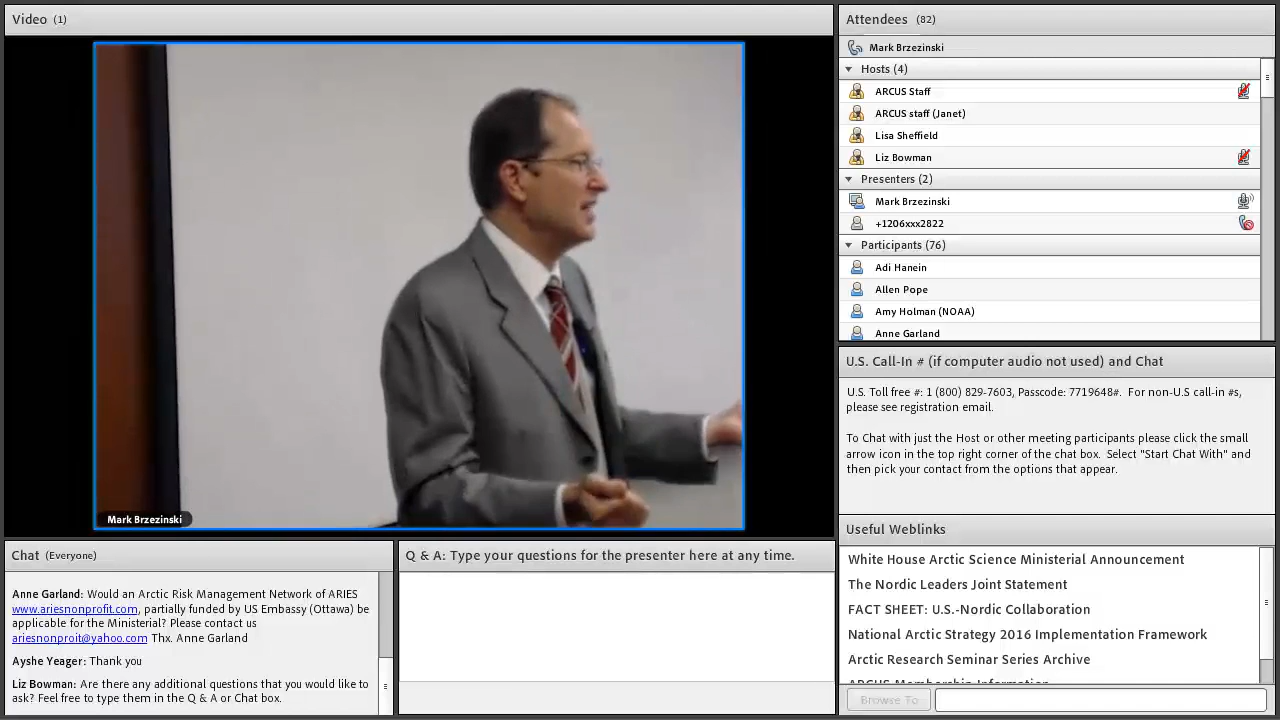 Video (1)
Mark Brzezinski
Attendees (82)
Mark Brzezinski
Hosts (4)
ARCUS Staff
ARCUS staff (Janet)
Lisa Sheffield
Liz Bowman
Presenters (2)
Mark Brzezinski
+1206xxx2822
Participants (76)
Adi Hanein
Allen Pope
Amy Holman (NOAA)
Anne Garland
U.S. Call-In # (if computer audio not used) and Chat
U.S. Toll free #: 1 (800) 829-7603, Passcode: 7719648#. For non-U.S call-in #s,
please see registration email.
To Chat with just the Host or other meeting participants please click the small
arrow icon in the top right corner of the chat box. Select "Start Chat With" and
then pick your contact from the options that appear.
Useful Weblinks
White House Arctic Science Ministerial Announcement
The Nordic Leaders Joint Statement
FACT SHEET: U.S.-Nordic Collaboration
National Arctic Strategy 2016 Implementation Framework
Arctic Research Seminar Series Archive
ARCUS Membership Information
Browse To
Chat (Everyone)
Anne Garland: Would an Arctic Risk Management Network of ARIES
www.ariesnonprofit.com, partially funded by US Embassy (Ottawa) be
applicable for the Ministerial? Please contact us
ariesnonproit@yahoo.com Thx. Anne Garland
Ayshe Yeager: Thank you
Liz Bowman: Are there any additional questions that you would like to
ask? Feel free to type them in the Q & A or Chat box.
Q & A: Type your questions for the presenter here at any time.